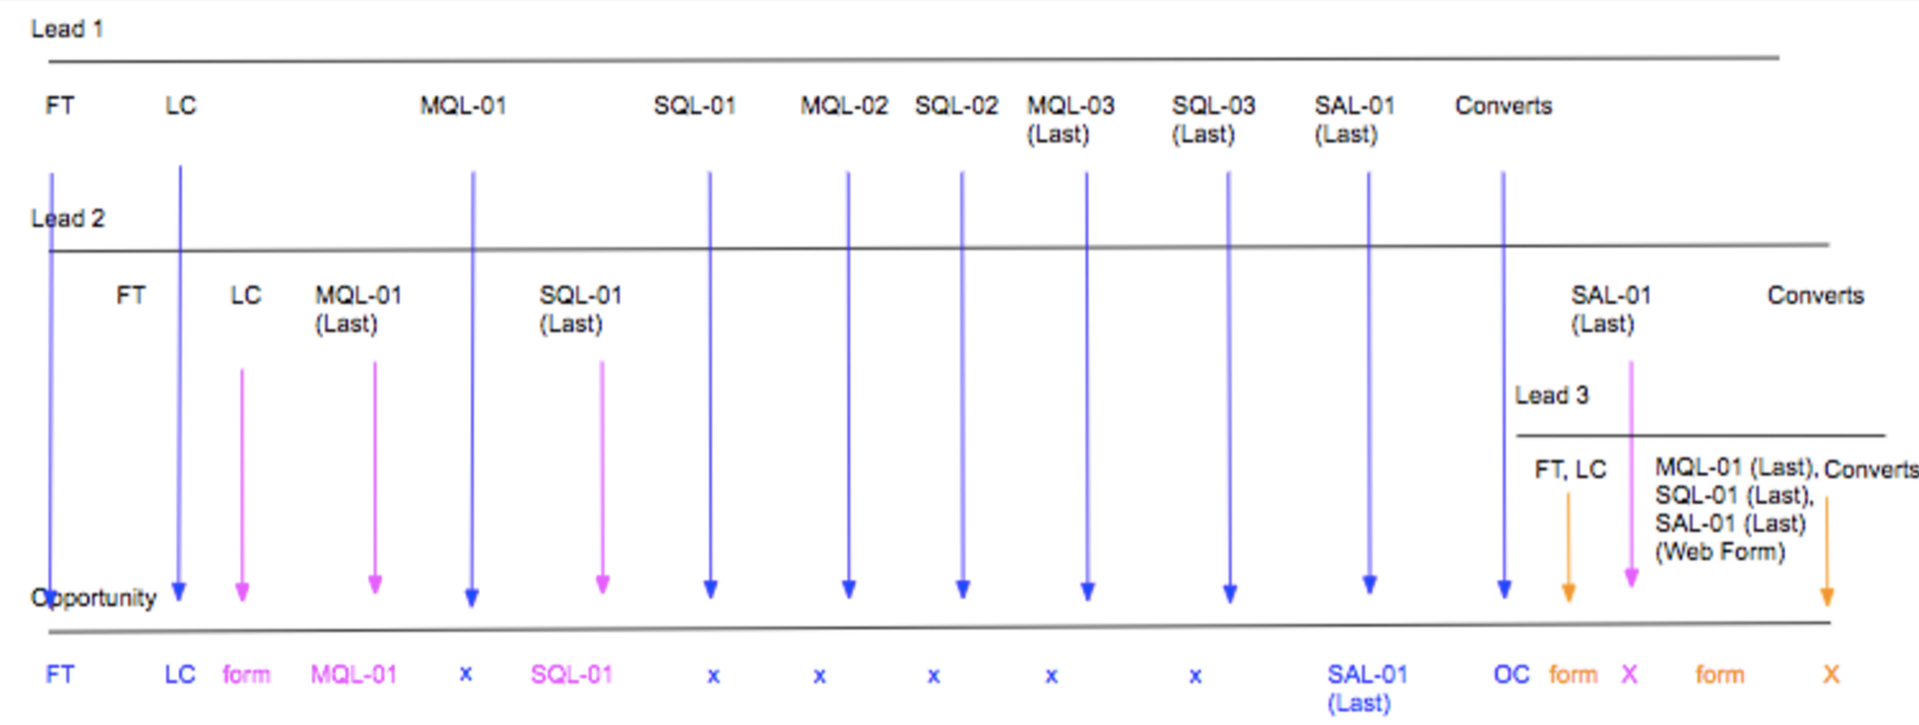 Lead 1
FT LC MQL-01 SQL-01 MQL-02 SQL-02 MQL-03 SQL-03 SAL-01 Converts
(Last) (Last) (Last)
Lead 2
FT LC MQL-01 SQL-01 SAL-01 Converts
(Last) (Last) (Last)
Lead 3
FT, LC MQL-01 (Last), Converts
SQL-01 (Last),
SAL-01 (Last)
(Web Form)
Opportunity
FT LC form MQL-01 x SQL-01 x x x x x SAL-01 OC form X form X
(Last)